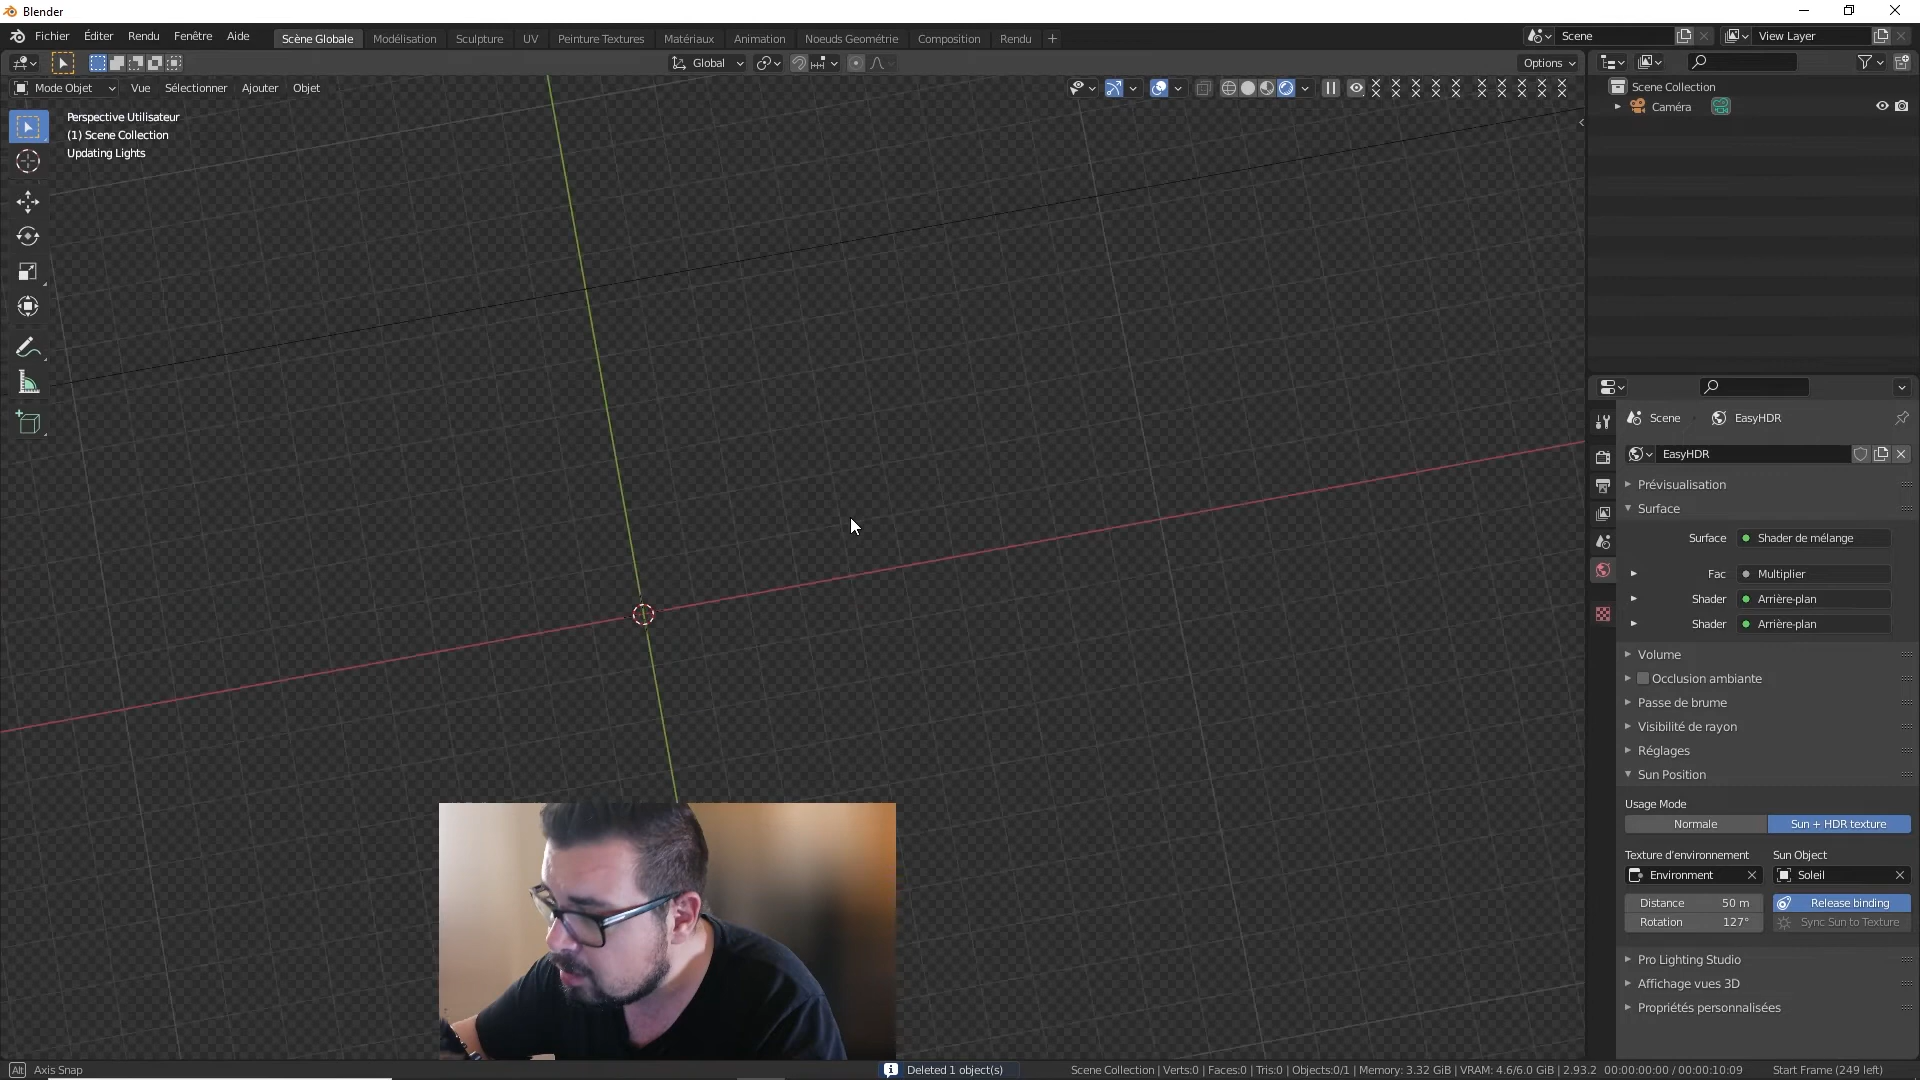 Blender
Fichier Éditer Rendu Fenêtre Aide Scène Globale Modélisation Sculpture UV Peinture Textures Matériaux Animation Noeuds Geométrie Composition Rendu + Scene View Layer
Global Options
Mode Objet Vue Sélectionner Ajouter Objet
Perspective Utilisateur
(1) Scene Collection
Updating Lights
Scene Collection
Caméra
Scene EasyHDR
EasyHDR
Prévisualisation
Surface
Surface Shader de mélange
Fac Multiplier
Shader Arrière-plan
Shader Arrière-plan
Volume
Occlusion ambiante
Passe de brume
Visibilité de rayon
Réglages
Sun Position
Usage Mode
Normale Sun + HDR texture
Texture d'environnement Sun Object
Environment Soleil
Distance 50 m Release binding
Rotation 127° Sync Sun to Texture
Pro Lighting Studio
Affichage vues 3D
Propriétés personnalisées
Alt Axis Snap Deleted 1 object(s) Scene Collection | Verts:0 | Faces:0 | Tris:0 | Objects:0/1 | Memory: 3.32 GiB | VRAM: 4.6/6.0 GiB | 2.93.2 00:00:00:00 / 00:00:10:09 Start Frame (249 left)